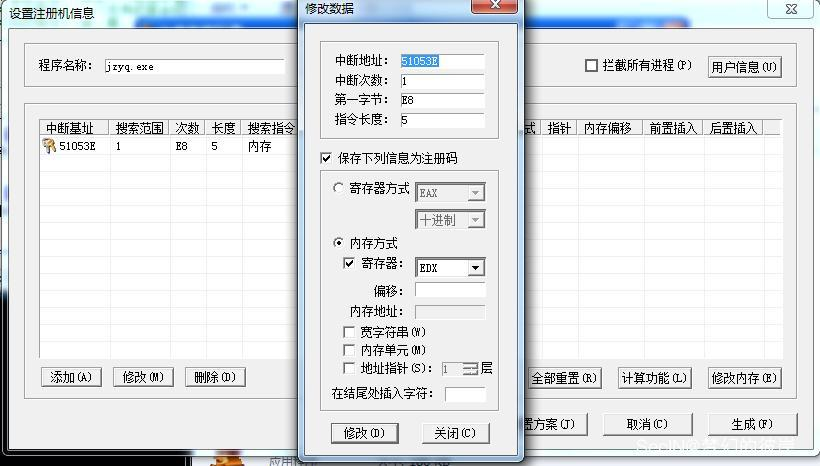 设置注册机信息
修改数据
程序名称： jzyq.exe
拦截所有进程(P)
用户信息(U)
中断地址： 51053E
中断次数： 1
第一字节： E8
指令长度： 5
中断基址 搜索范围 次数 长度 搜索指令
式 指针 内存偏移 前置插入 后置插入
51053E 1 E8 5 内存
保存下列信息为注册码
寄存器方式 EAX
十进制
内存方式
寄存器： EDX
偏移：
内存地址：
宽字符串(W)
内存单元(M)
地址指针(S)： 1 层
在结尾处插入字符：
添加(A) 修改(M) 删除(D)
全部重置(R) 计算功能(L) 修改内存(E)
修改(D) 关闭(C)
置方案(J) 取消(C) 生成(F)
SecIN@梦幻的彼岸